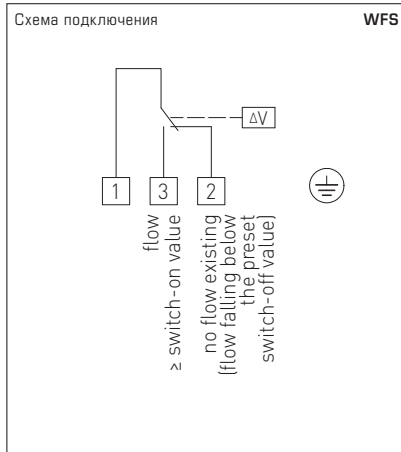 Схема подключения
WFS
ΔV
1
3
2
flow
≥ switch-on value
no flow existing
(flow falling below
the preset
switch-off value)